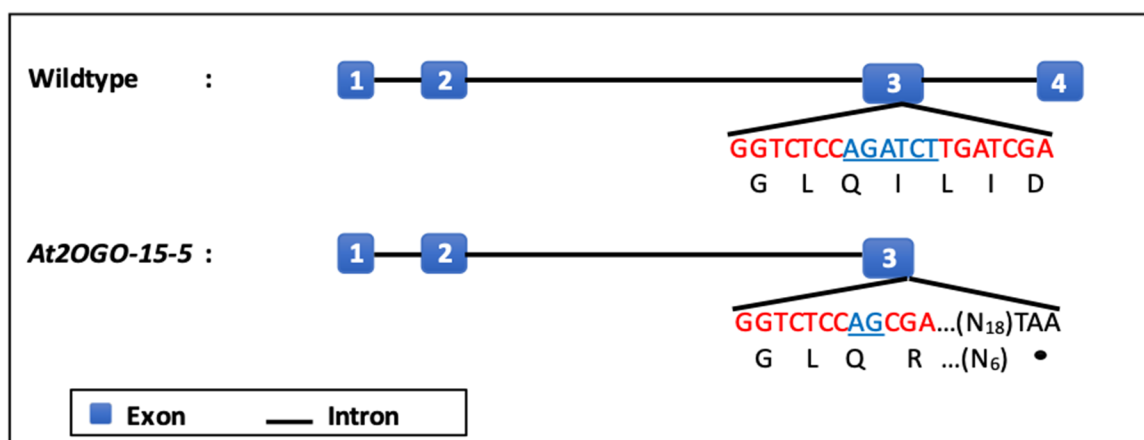 Wildtype : 1 2 3 4
GGTCTCCAGATCTTGATCGA
G L Q I L I D
At2OGO-15-5 : 1 2 3
GGTCTCCAGCGA...(N₁₈)TAA
G L Q R ...(N₆) •
Exon Intron